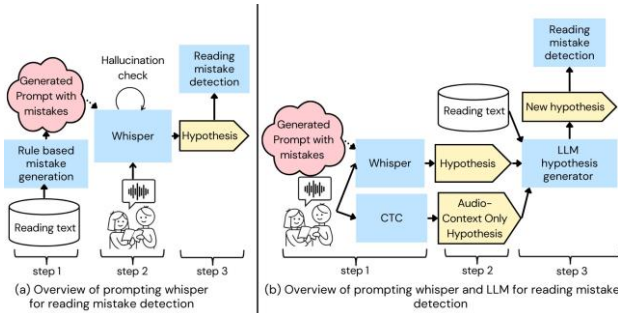 Generated
Prompt with
mistakes
Rule based
mistake
generation
Reading text
step 1
Hallucination
check
Whisper
step 2
Reading
mistake
detection
Hypothesis
step 3
(a) Overview of prompting whisper
for reading mistake detection
Generated
Prompt with
mistakes
Whisper
CTC
step 1
Reading text
Hypothesis
Audio-
Context Only
Hypothesis
step 2
Reading
mistake
detection
New hypothesis
LLM
hypothesis
generator
step 3
(b) Overview of prompting whisper and LLM for reading mistake
detection